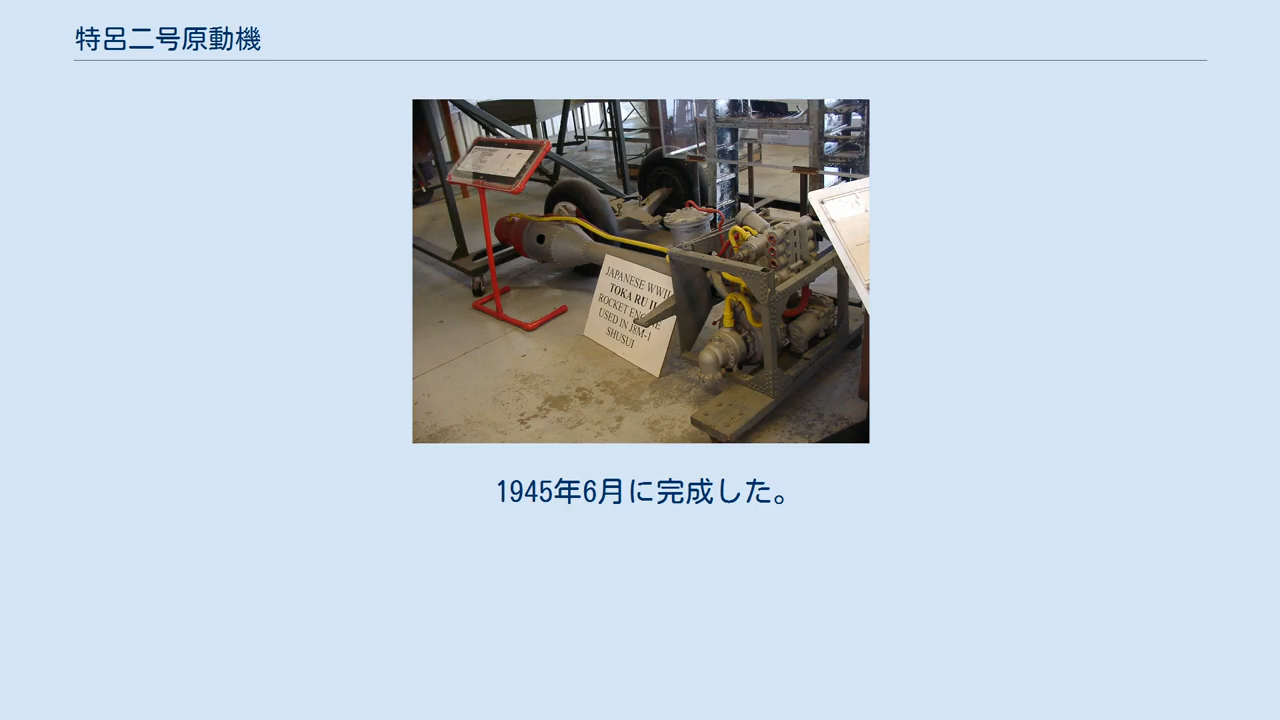 特呂二号原動機
JAPANESE WWII
TOKA RU II
ROCKET ENGINE
USED IN J8M-1
SHUSUI
1945年6月に完成した。